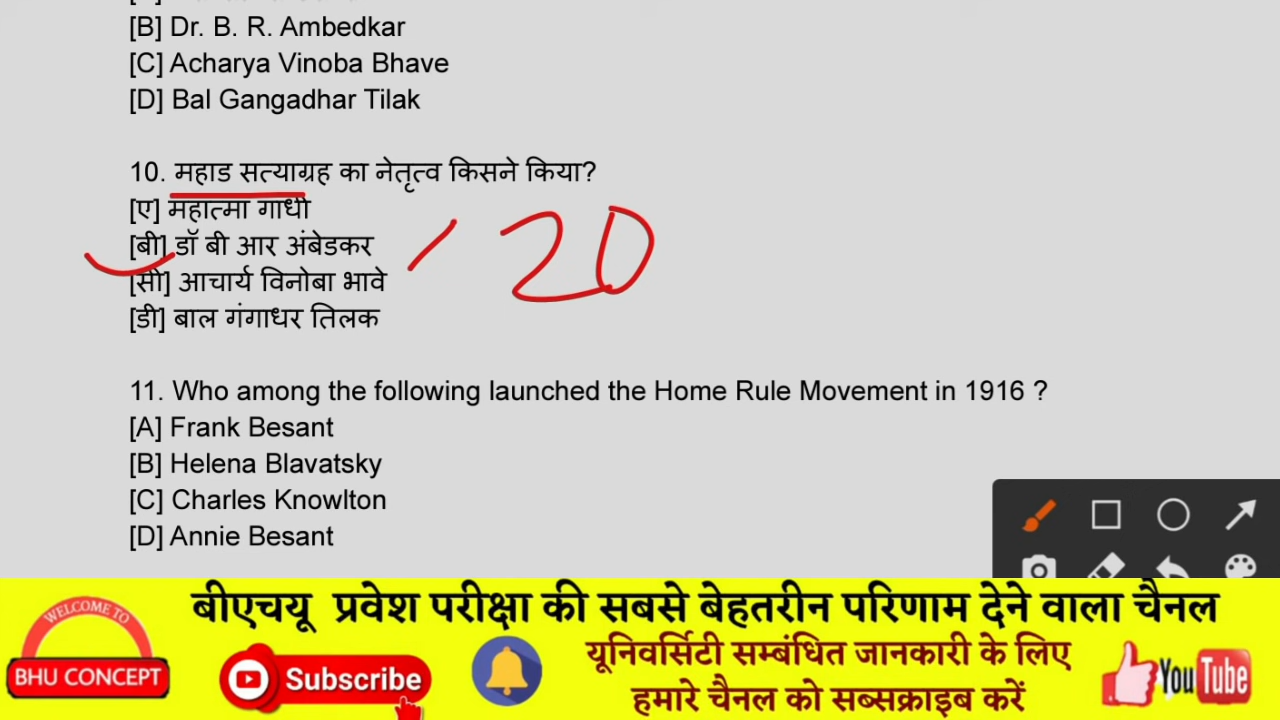 [B] Dr. B. R. Ambedkar
[C] Acharya Vinoba Bhave
[D] Bal Gangadhar Tilak
10. महाड सत्याग्रह का नेतृत्व किसने किया?
[ए] महात्मा गांधी
[बी] डॉ बी आर अंबेडकर
20
[सी] आचार्य विनोबा भावे
[डी] बाल गंगाधर तिलक
11. Who among the following launched the Home Rule Movement in 1916 ?
[A] Frank Besant
[B] Helena Blavatsky
[C] Charles Knowlton
[D] Annie Besant
बीएचयू प्रवेश परीक्षा की सबसे बेहतरीन परिणाम देने वाला चैनल
WELCOME TO
BHU CONCEPT
Subscribe
यूनिवर्सिटी सम्बंधित जानकारी के लिए
हमारे चैनल को सब्सक्राइब करें
YouTube